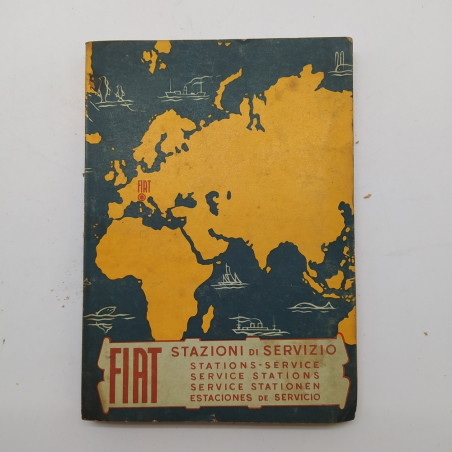 FIAT
FIAT
STAZIONI DI SERVIZIO
STATIONS-SERVICE
SERVICE STATIONS
SERVICE STATIONEN
ESTACIONES DE SERVICIO